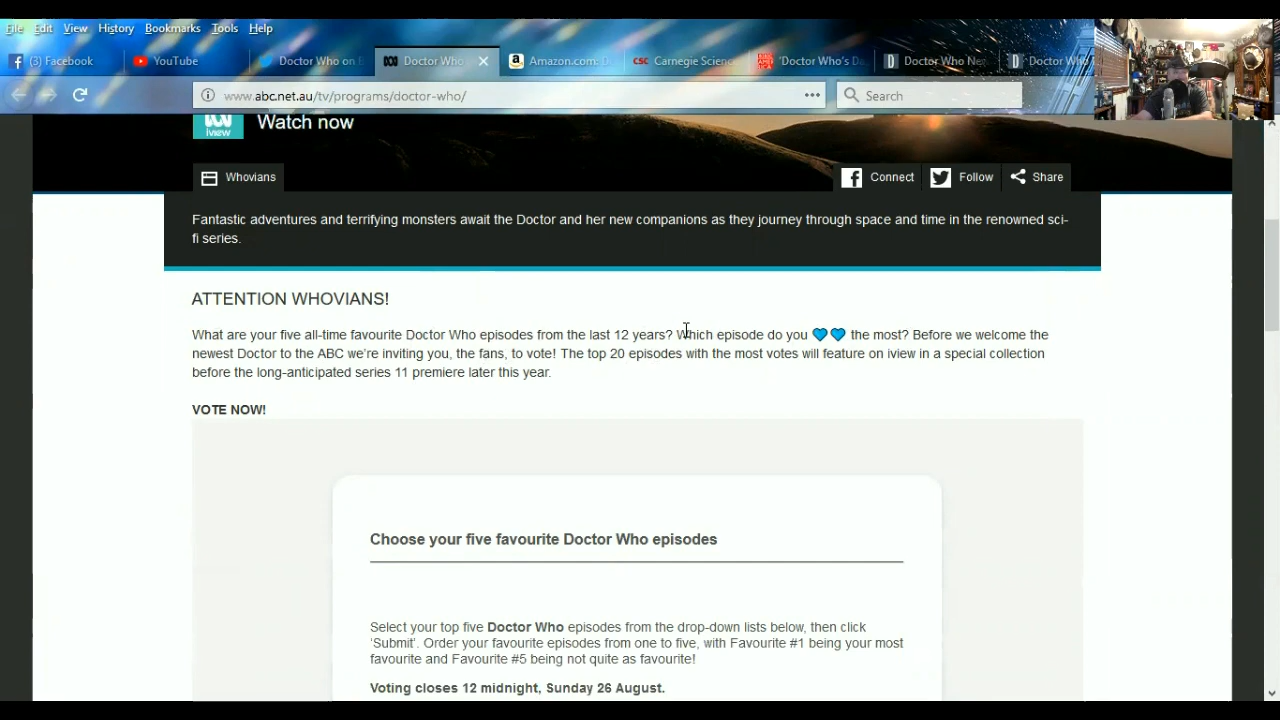 File Edit View History Bookmarks Tools Help
(3) Facebook YouTube Doctor Who on Doctor Who Amazon.com: D Carnegie Scienc 'Doctor Who's Da Doctor Who Ne Doctor Who
www.abc.net.au/tv/programs/doctor-who/ Search
iview Watch now
Whovians Connect Follow Share
Fantastic adventures and terrifying monsters await the Doctor and her new companions as they journey through space and time in the renowned sci-
fi series.
ATTENTION WHOVIANS!
What are your five all-time favourite Doctor Who episodes from the last 12 years? Which episode do you 💙💙 the most? Before we welcome the
newest Doctor to the ABC we're inviting you, the fans, to vote! The top 20 episodes with the most votes will feature on iview in a special collection
before the long-anticipated series 11 premiere later this year.
VOTE NOW!
Choose your five favourite Doctor Who episodes
Select your top five Doctor Who episodes from the drop-down lists below, then click
'Submit'. Order your favourite episodes from one to five, with Favourite #1 being your most
favourite and Favourite #5 being not quite as favourite!
Voting closes 12 midnight, Sunday 26 August.